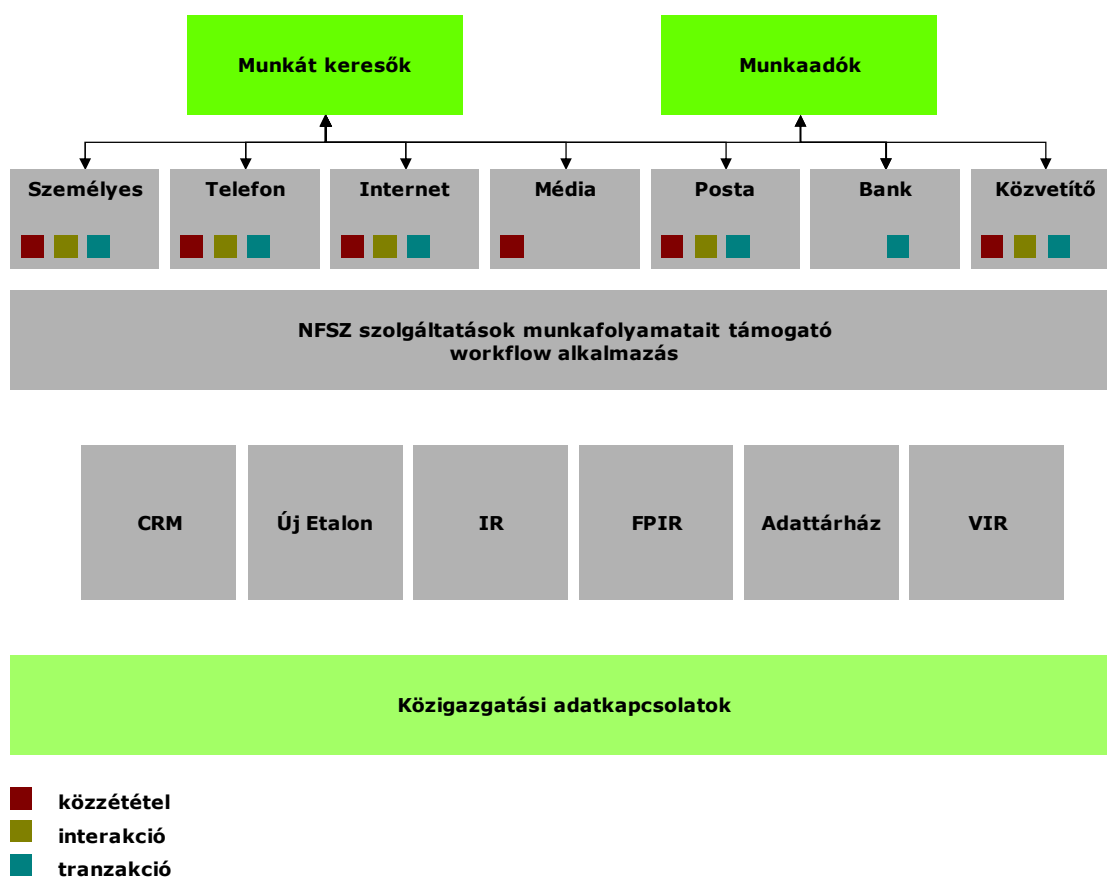 Munkát keresők
Munkaadók
Személyes
Telefon
Internet
Média
Posta
Bank
Közvetítő
NFSZ szolgáltatások munkafolyamatait támogató
workflow alkalmazás
CRM
Új Etalon
IR
FPIR
Adattárház
VIR
Közigazgatási adatkapcsolatok
közzététel
interakció
tranzakció